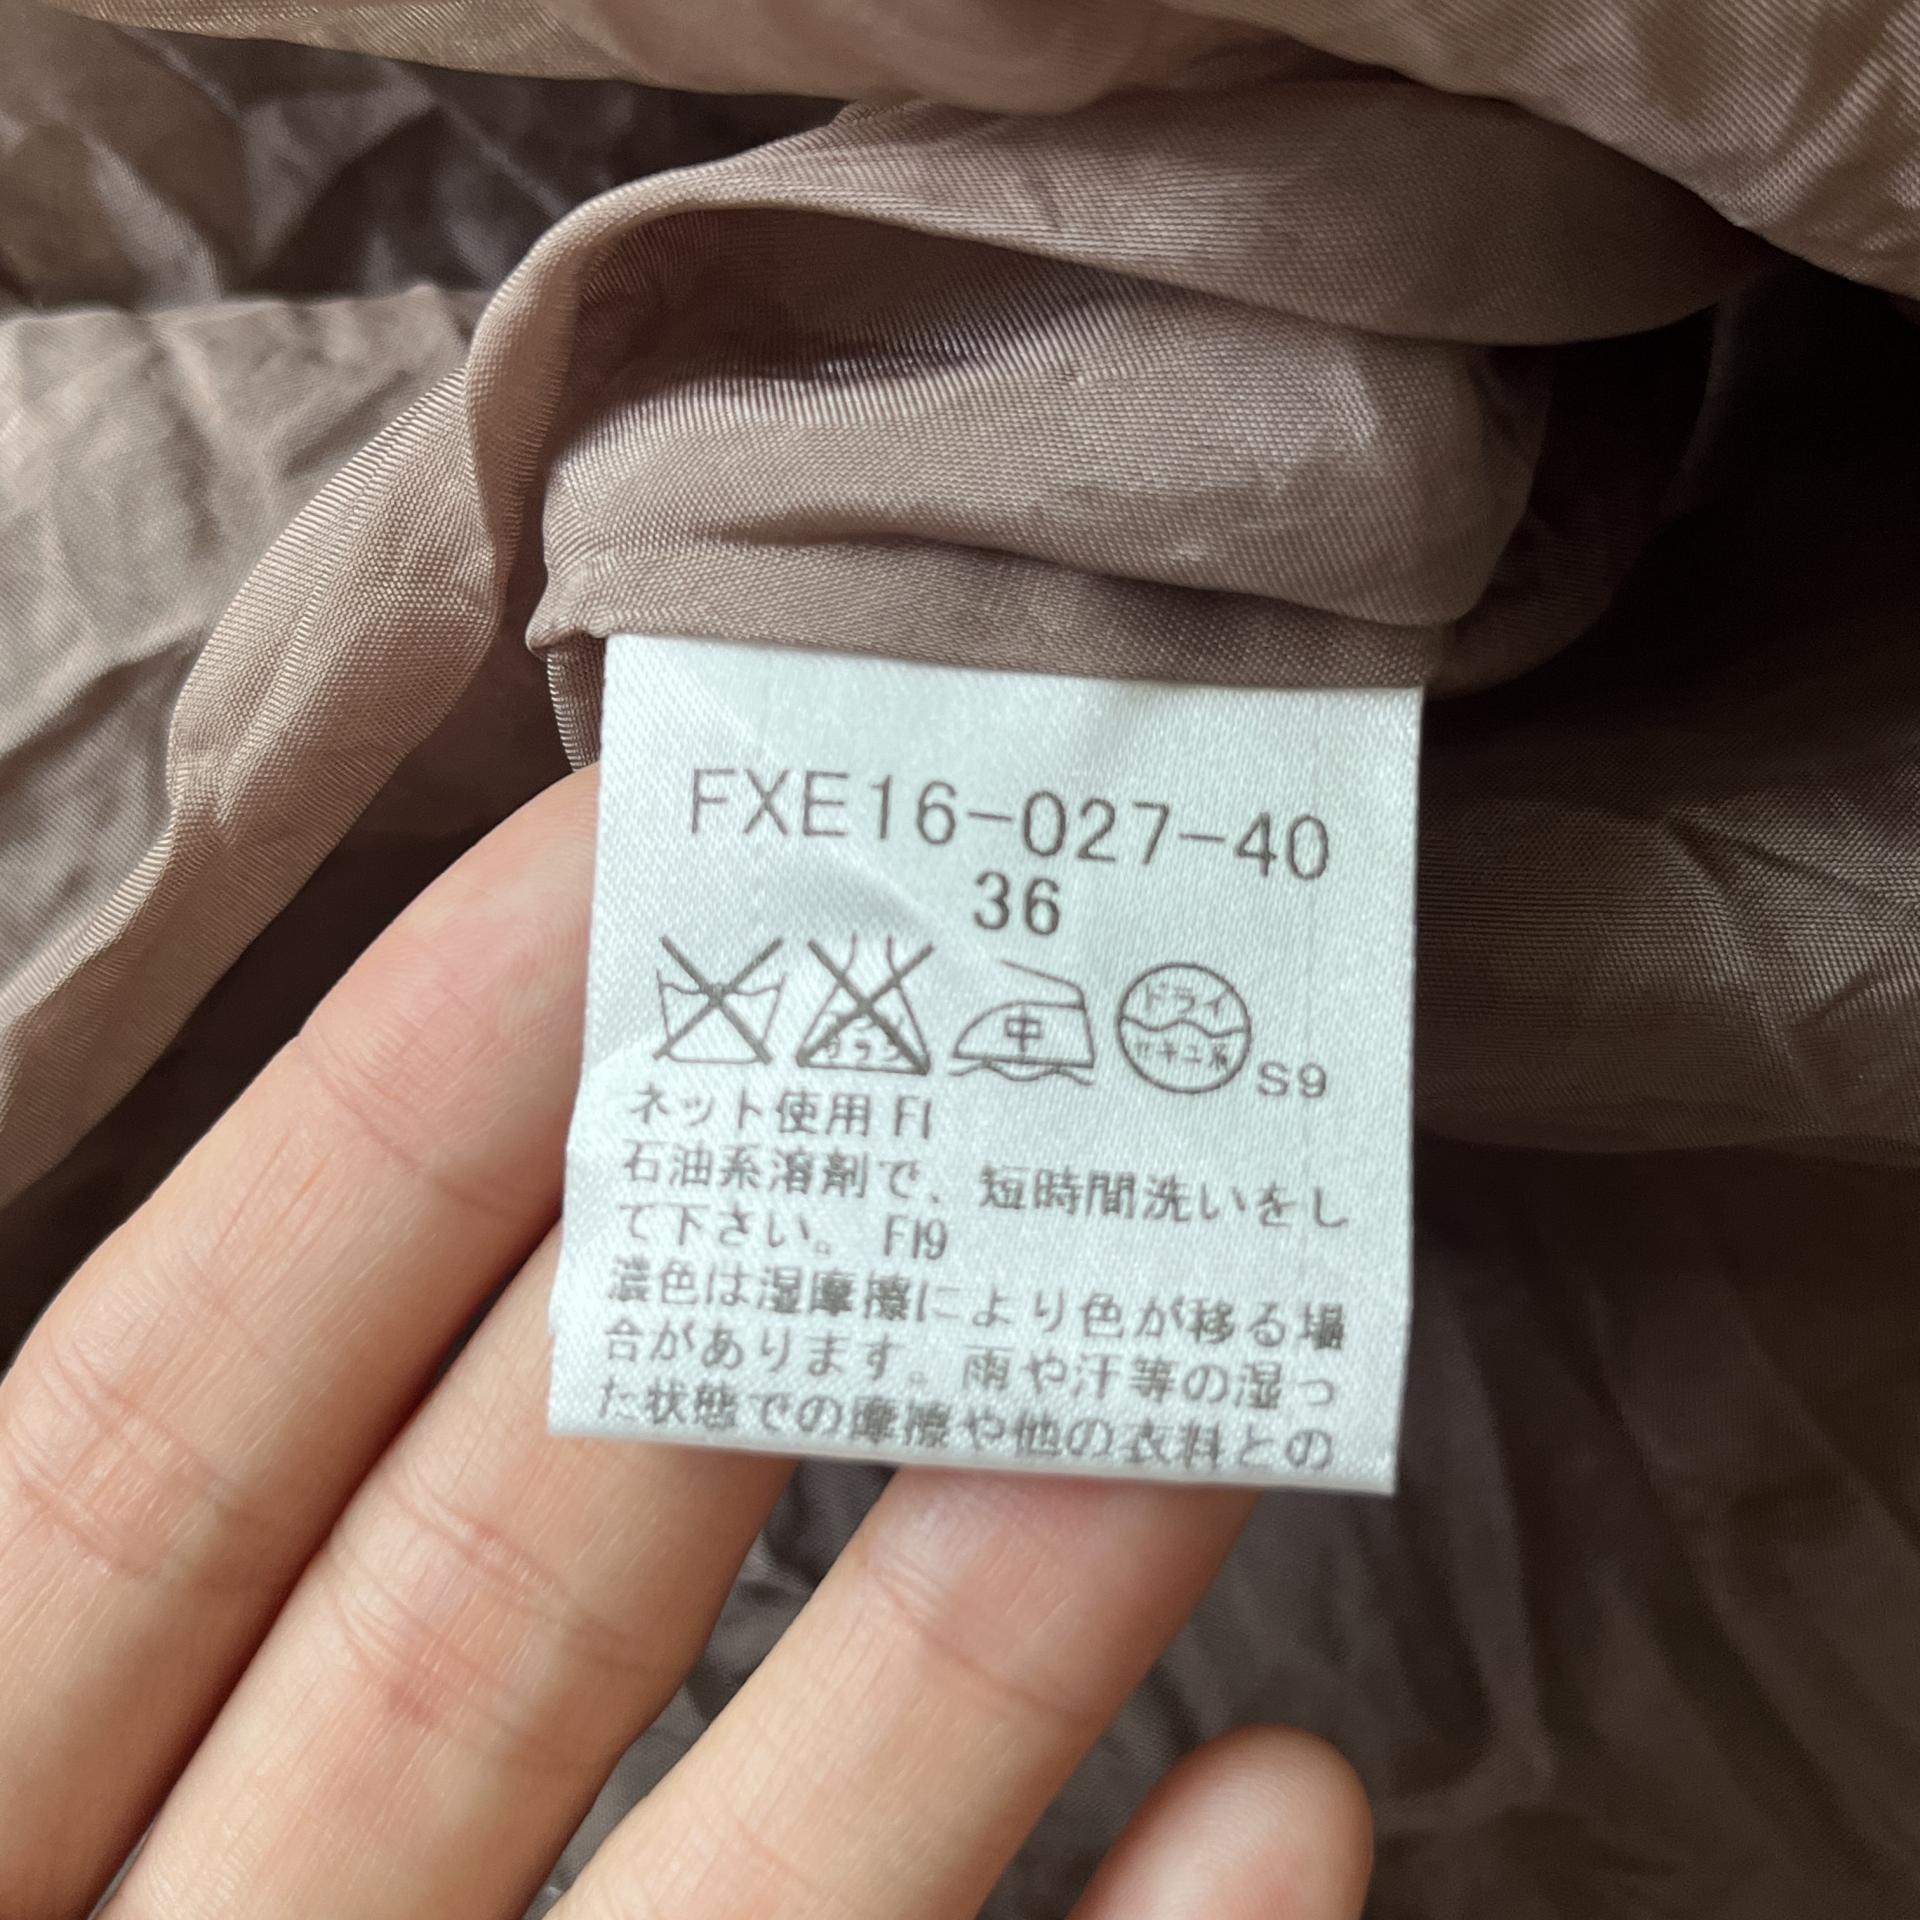 FXE16-027-40
36
中
ドライ
セキユ系
S9
ネット使用 F1
石油系溶剤で、短時間洗いをし
て下さい。 F19
濃色は湿摩擦により色が移る場
合があります。雨や汗等の湿っ
た状態での摩擦や他の衣料との